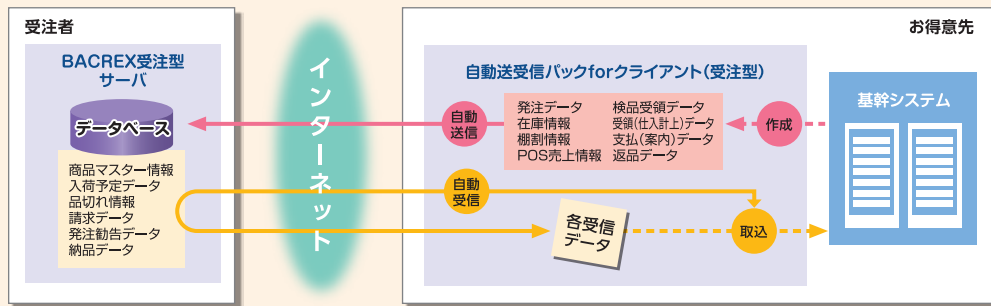 受注者
BACREX受注型
サーバ
データベース
商品マスター情報
入荷予定データ
品切れ情報
請求データ
発注勧告データ
納品データ
インターネット
お得意先
自動送受信パックforクライアント(受注型)
自動
送信
発注データ
在庫情報
棚割情報
POS売上情報
検品受領データ
受領(仕入計上)データ
支払(案内)データ
返品データ
作成
基幹システム
自動
受信
各受信
データ
取込